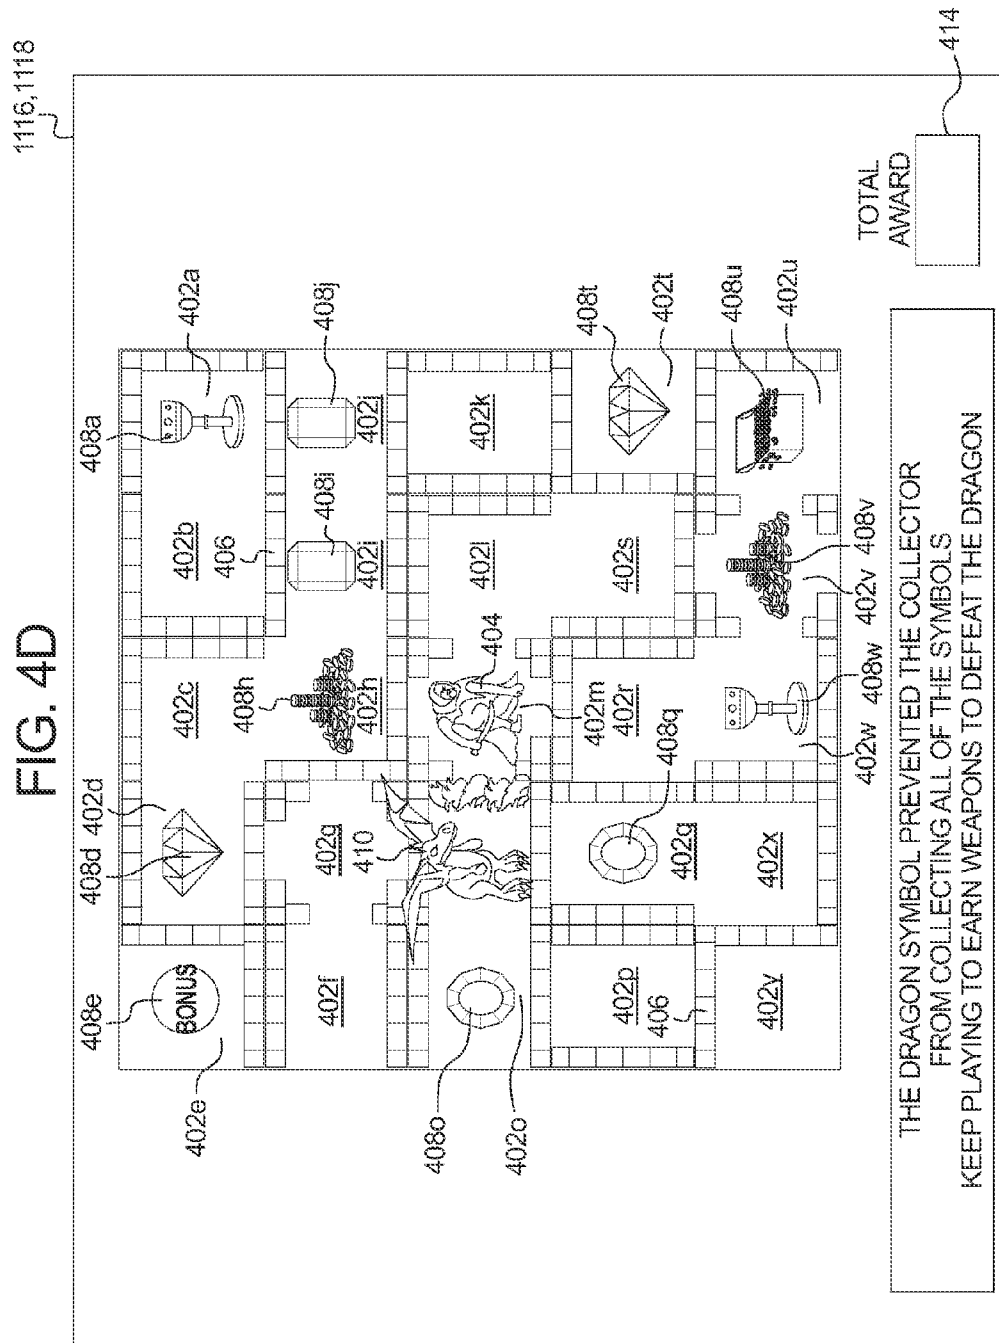 1116,1118
FIG. 4D
408e
408d
402d
408a
402a
BONUS
402c
402b
402e
406
408h
408i
408j
402f
402g
402h
402i
402j
410
404
402l
402k
408o
402o
402m
408t
408q
402r
402s
402t
402p
402q
406
408u
402y
402x
402w
408w
402v
408v
402u
TOTAL
AWARD
414
THE DRAGON SYMBOL PREVENTED THE COLLECTOR
FROM COLLECTING ALL OF THE SYMBOLS
KEEP PLAYING TO EARN WEAPONS TO DEFEAT THE DRAGON